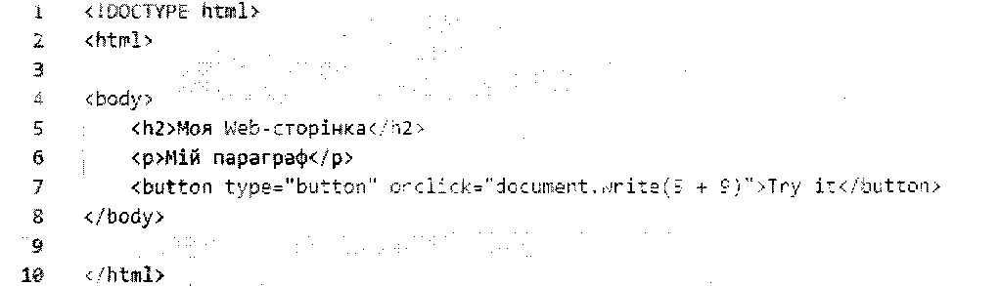 1 <!DOCTYPE html>
2 <html>
3
4 <body>
5 <h2>Моя Web-сторінка</h2>
6 <p>Мій параграф</p>
7 <button type="button" onclick="document.write(5 + 9)">Try it</button>
8 </body>
9
10 </html>